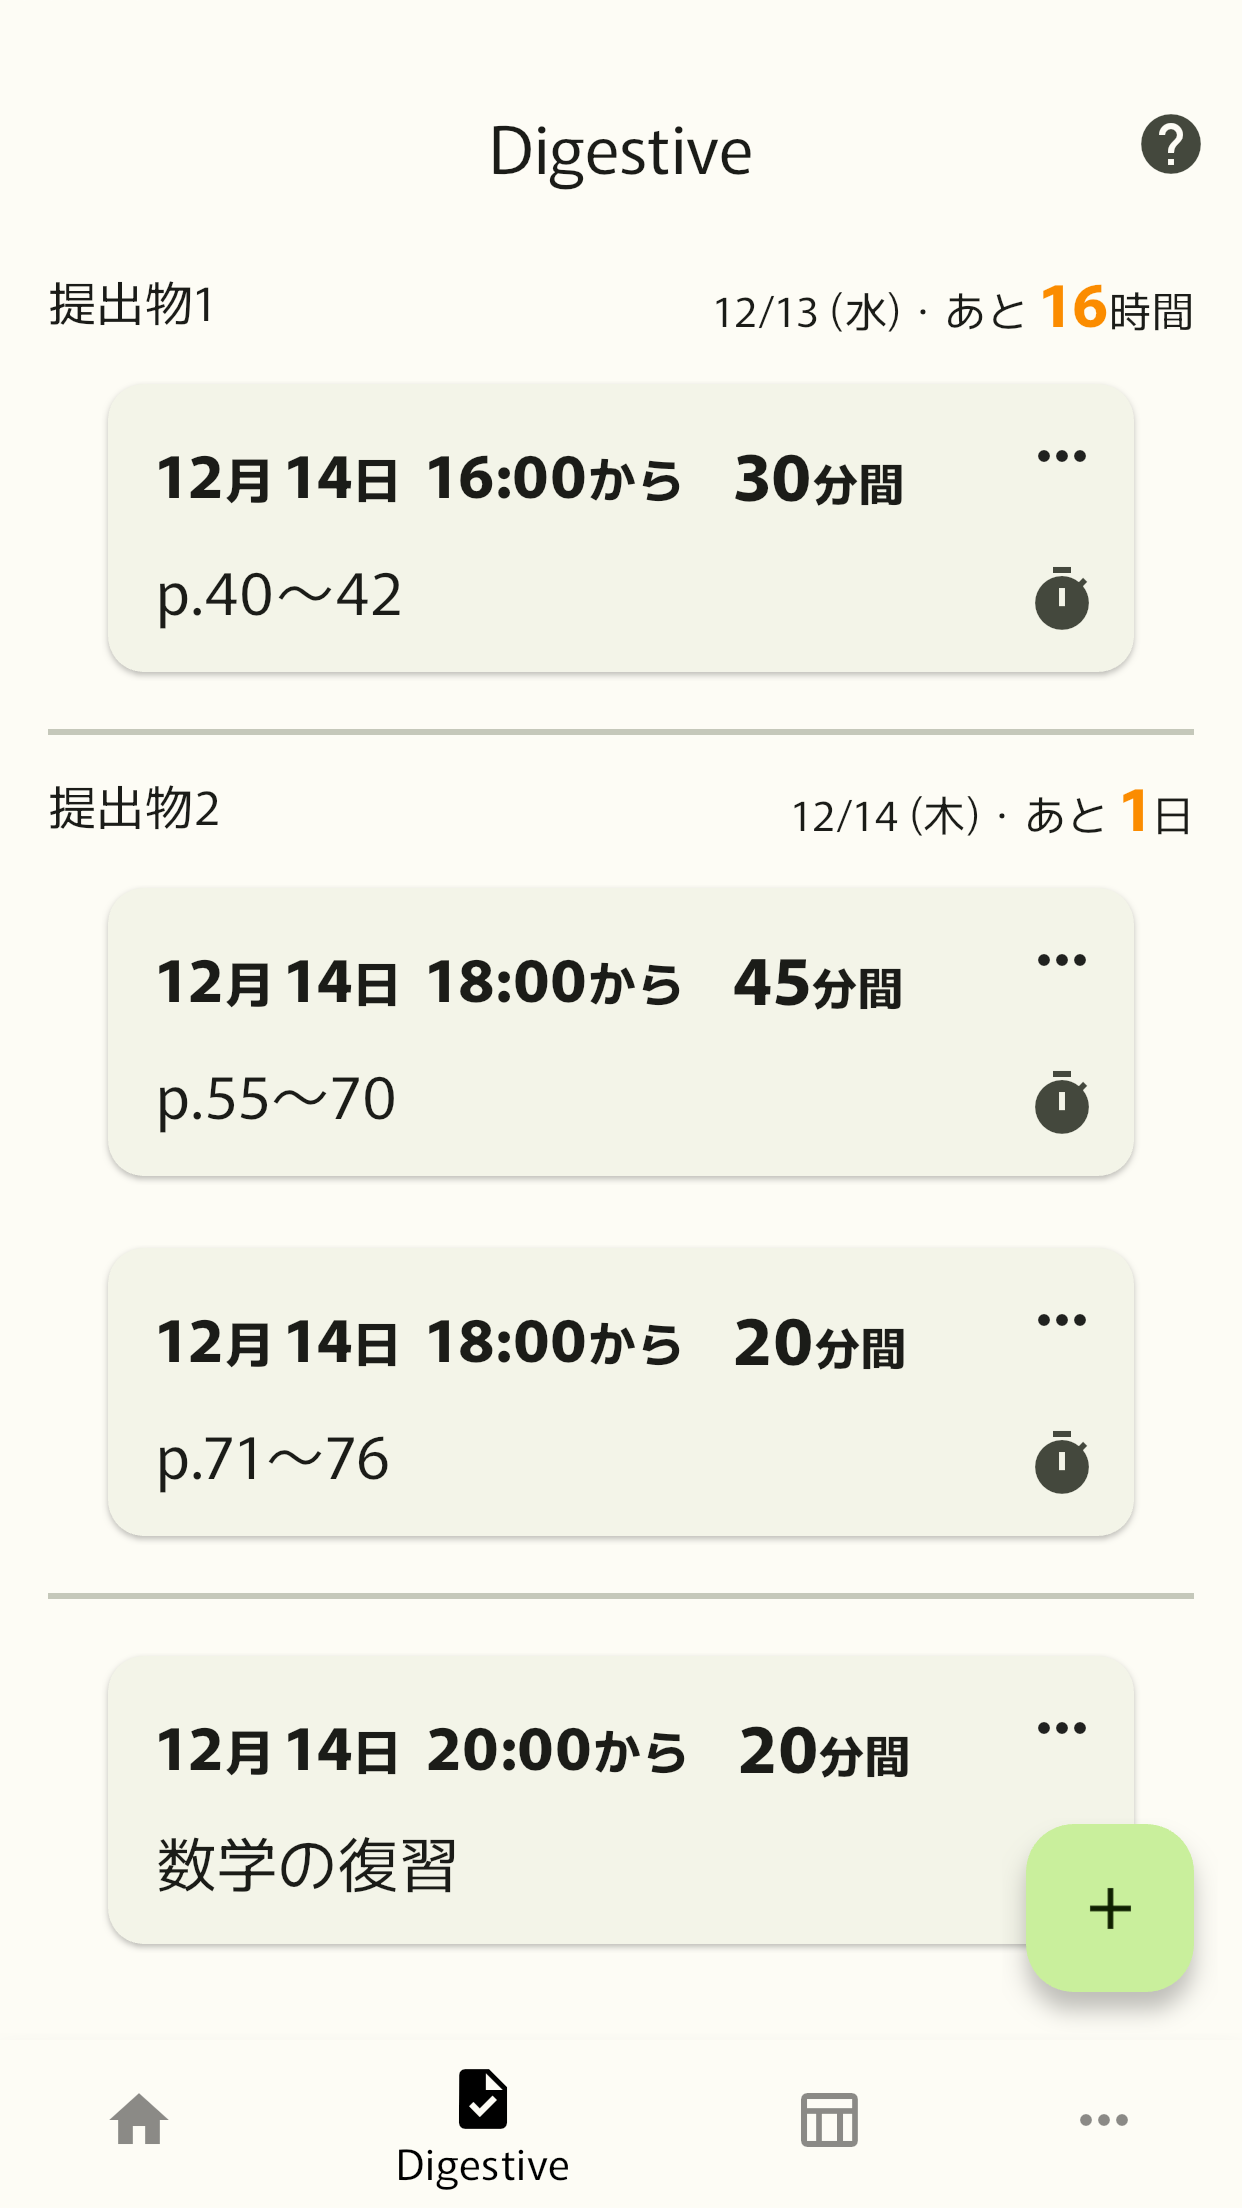 Digestive
提出物1
12/13 (水)・あと 16時間
12月 14日 16:00から 30分間
p.40〜42
提出物2
12/14 (木)・あと 1日
12月 14日 18:00から 45分間
p.55〜70
12月 14日 18:00から 20分間
p.71〜76
12月 14日 20:00から 20分間
数学の復習
Digestive